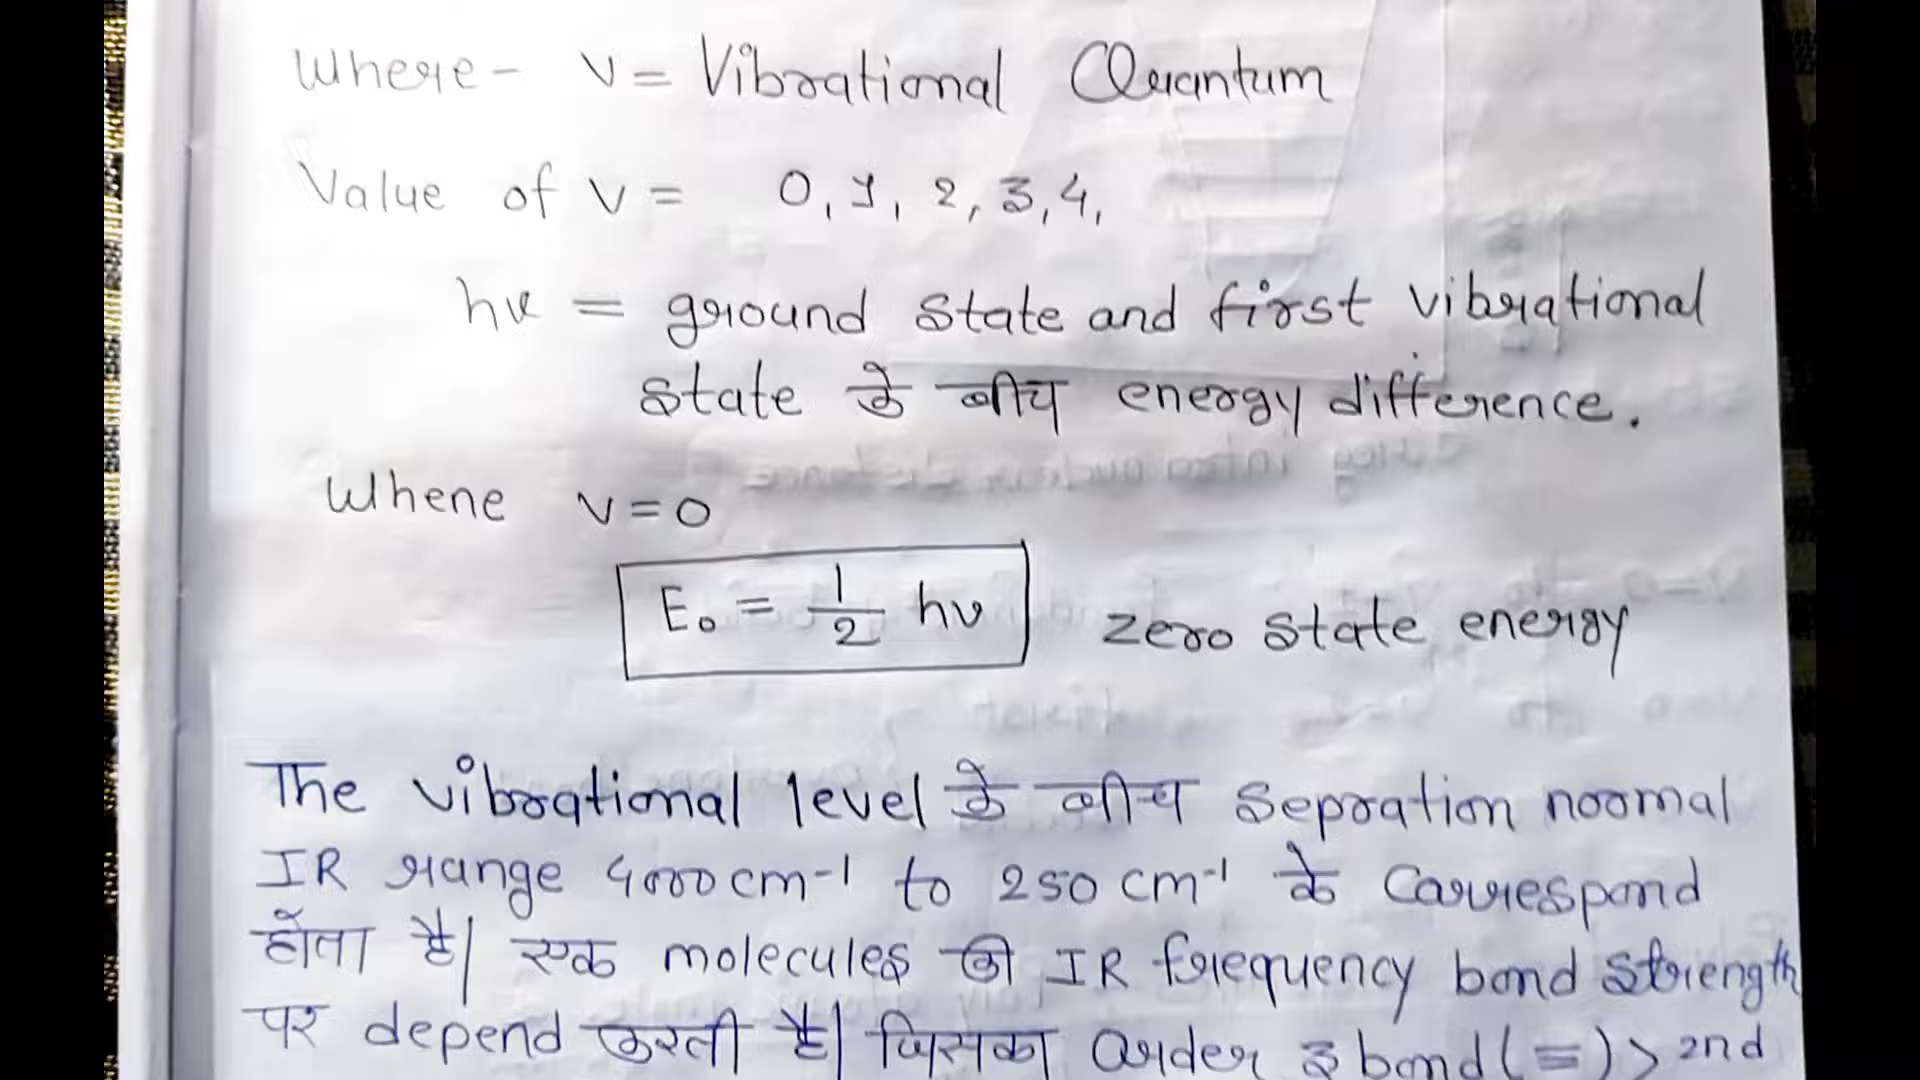 Where- v = Vibrational Quantum
Value of v = 0, 1, 2, 3, 4,
hν = ground state and first vibrational
state के बीच energy difference.
Whene v=0
E₀ = 1/2 hν zero state energy
The vibrational level के बीच sepration normal
IR range 4000 cm-1 to 250 cm-1 के Correspond
होता है| एक molecules की IR frequency bond strength
पर depend करती है| जिसका Order 3 bond (≡) > 2nd